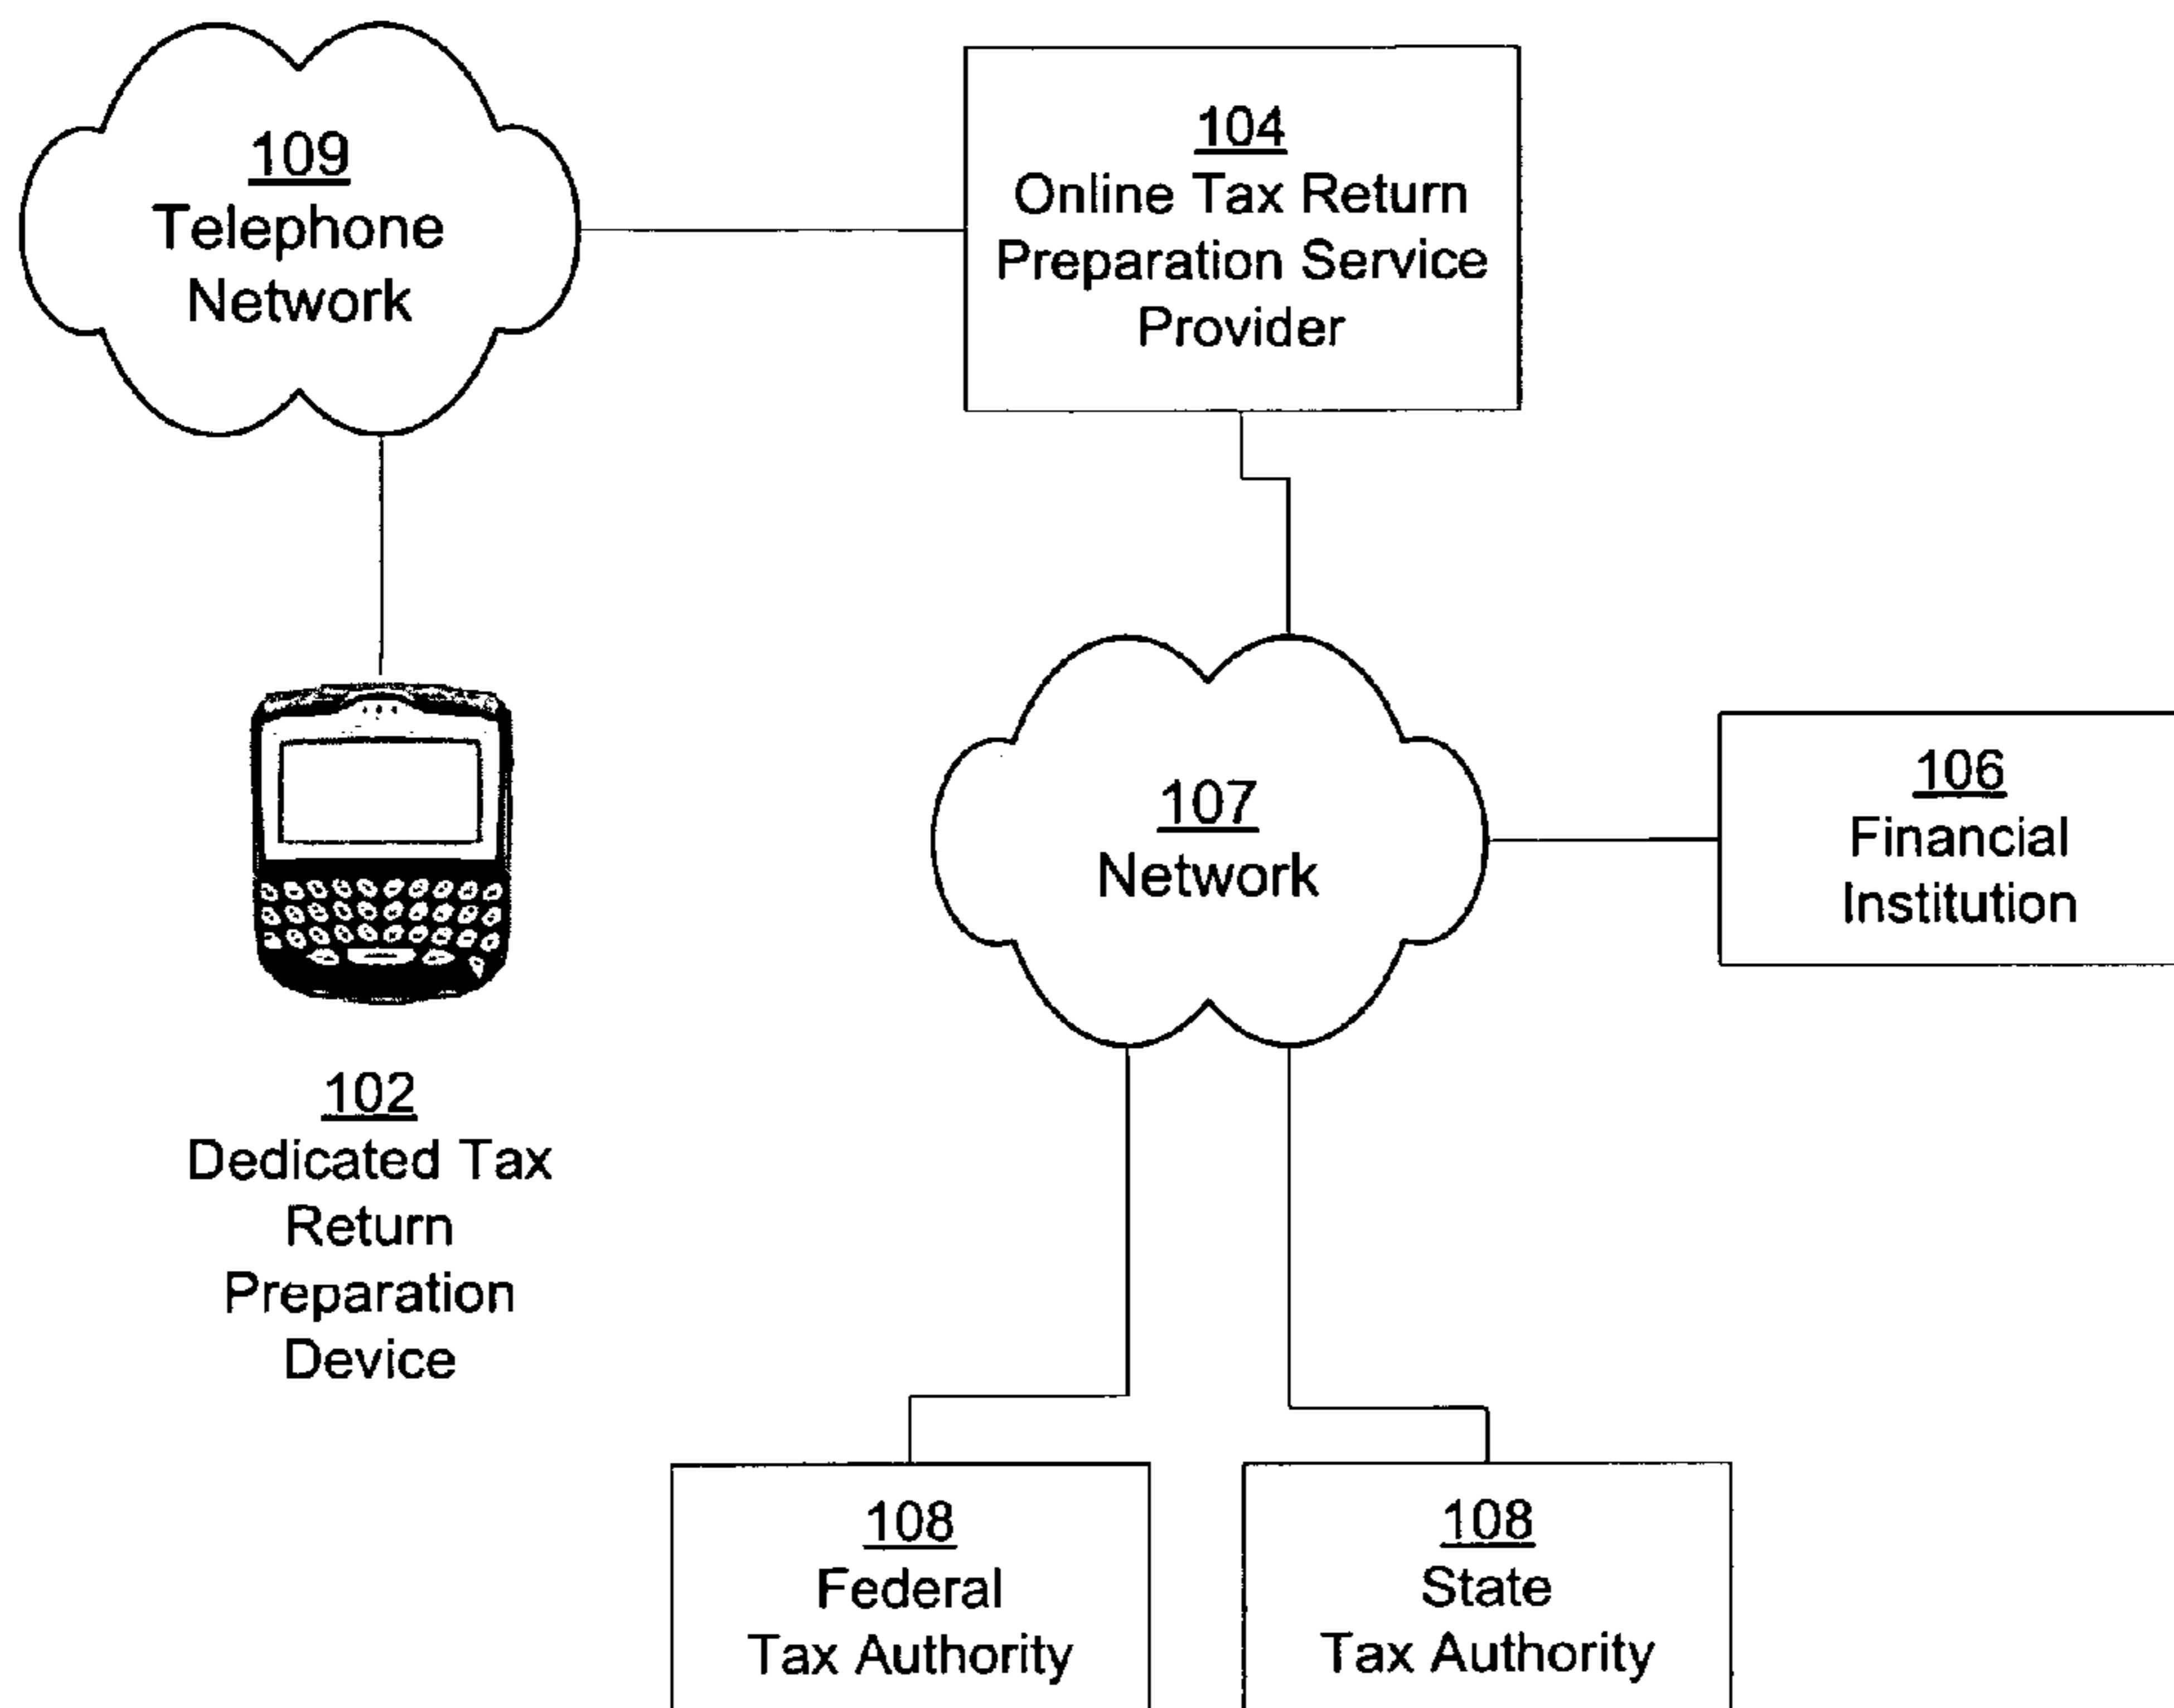 109
Telephone
Network
104
Online Tax Return
Preparation Service
Provider
107
Network
106
Financial
Institution
102
Dedicated Tax
Return
Preparation
Device
108
Federal
Tax Authority
108
State
Tax Authority